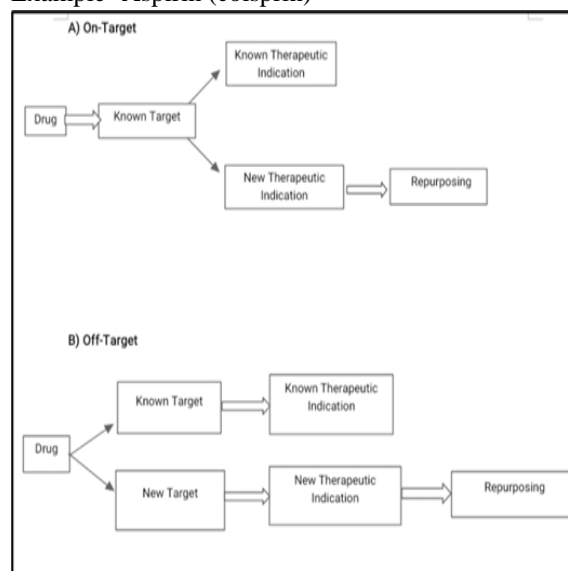 A) On-Target
Known Therapeutic
Indication
Drug
Known Target
New Therapeutic
Indication
Repurposing
B) Off-Target
Known Target
Known Therapeutic
Indication
Drug
New Target
New Therapeutic
Indication
Repurposing